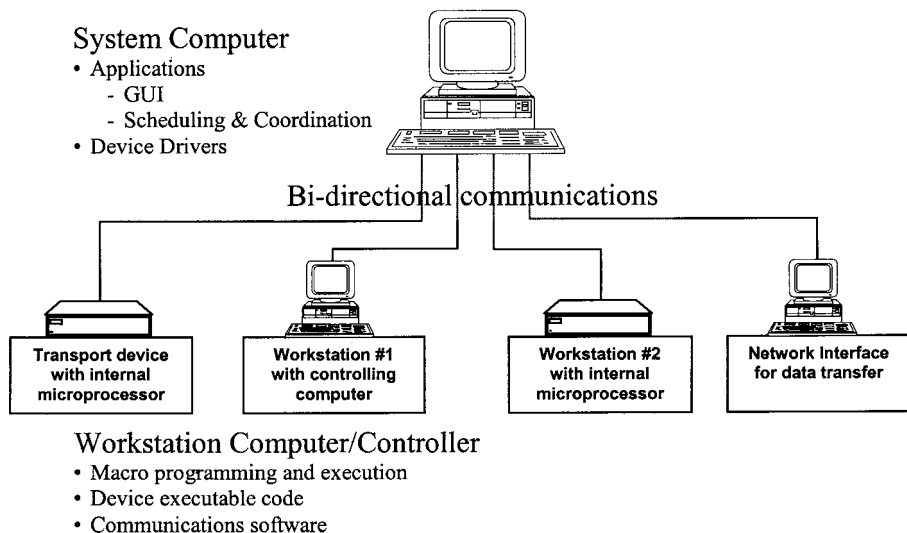 System Computer
• Applications
- GUI
- Scheduling & Coordination
• Device Drivers
Bi-directional communications
Transport device
with internal
microprocessor
Workstation #1
with controlling
computer
Workstation #2
with internal
microprocessor
Network Interface
for data transfer
Workstation Computer/Controller
• Macro programming and execution
• Device executable code
• Communications software